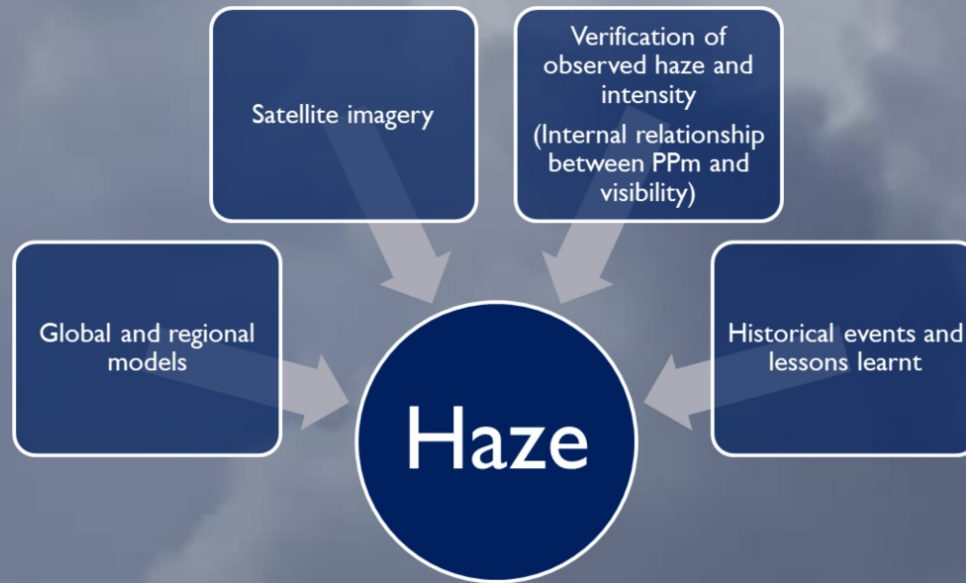 Satellite imagery
Verification of
observed haze and
intensity
(Internal relationship
between PPm and
visibility)
Global and regional
models
Historical events and
lessons learnt
Haze